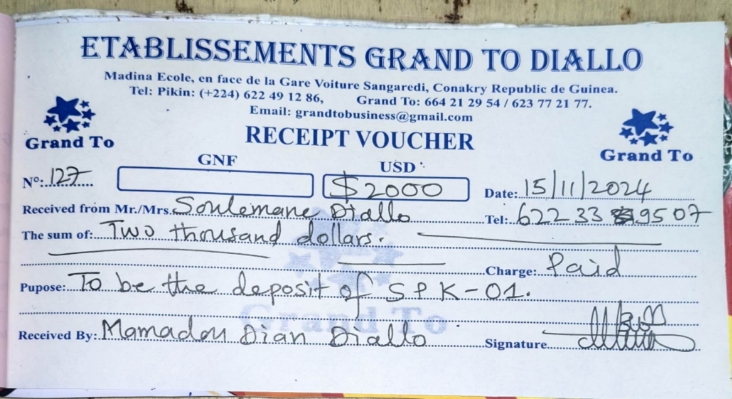 ETABLISSEMENTS GRAND TO DIALLO
Madina Ecole, en face de la Gare Voiture Sangaredi, Conakry Republic de Guinea.
Tel: Pikin: (+224) 622 49 12 86, Grand To: 664 21 29 54 / 623 77 21 77.
Email: grandtobusiness@gmail.com
Grand To
RECEIPT VOUCHER
Grand To
GNF USD
Nº: 127 $2000 Date: 15/11/2024
Received from Mr./Mrs. Soulemane Diallo Tel: 622 33 95 07
The sum of: Two thousand dollars.
Charge: Paid
Pupose: To be the deposit of SPK-01.
Grand To
Received By: Mamadou Dian Diallo Signature